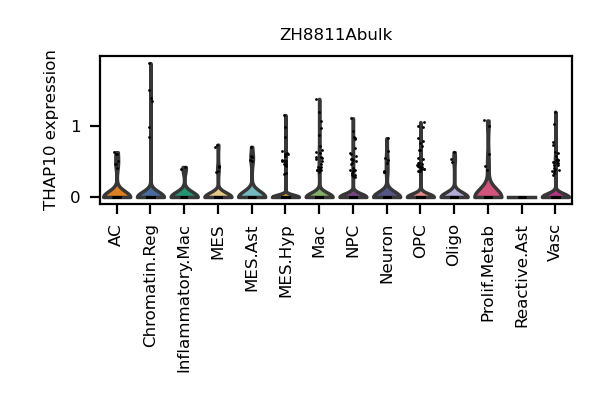 ZH8811Abulk
THAP10 expression
1
0
AC
Chromatin.Reg
Inflammatory.Mac
MES
MES.Ast
MES.Hyp
Mac
NPC
Neuron
OPC
Oligo
Prolif.Metab
Reactive.Ast
Vasc